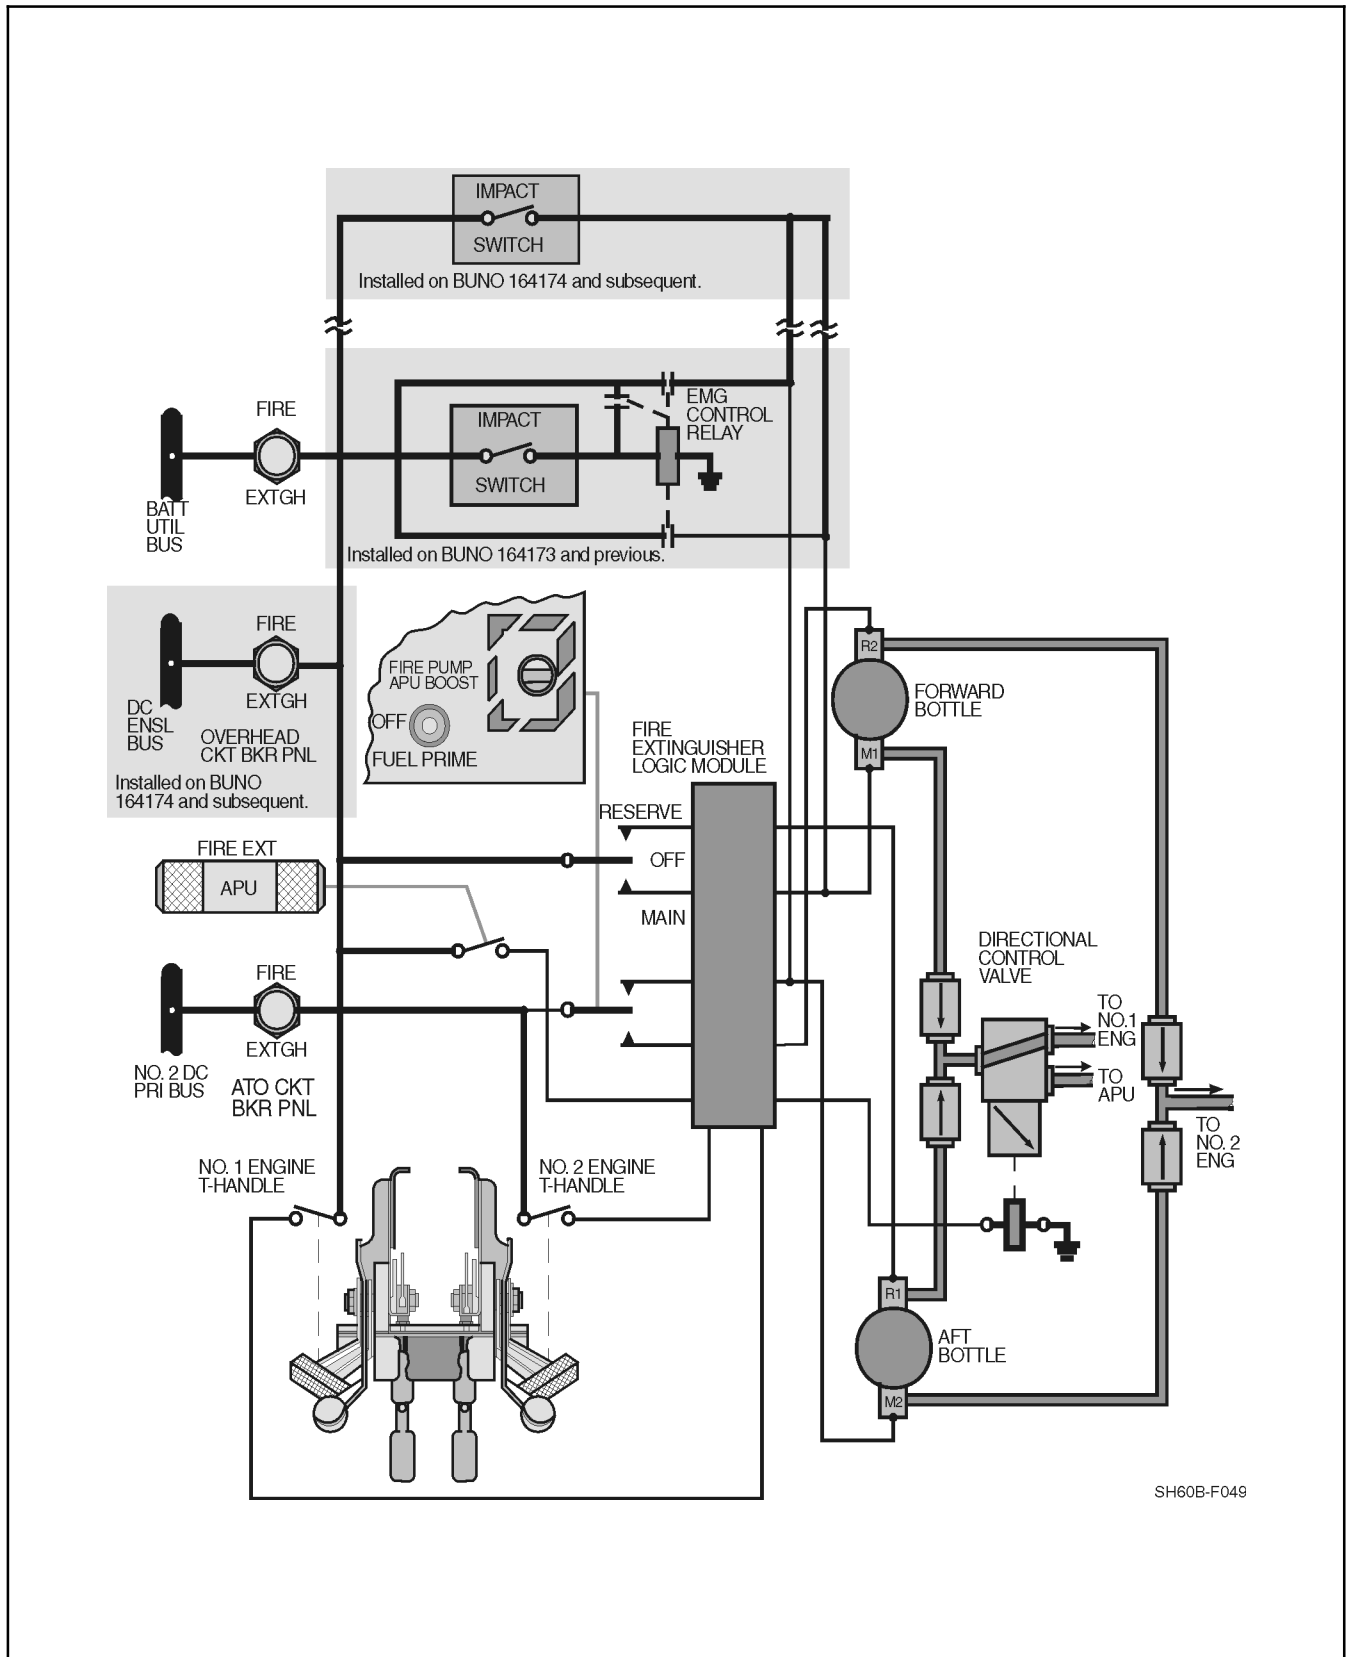 IMPACT
SWITCH
Installed on BUNO 164174 and subsequent.
FIRE
EXTGH
BATT
UTIL
BUS
IMPACT
SWITCH
EMG
CONTROL
RELAY
Installed on BUNO 164173 and previous.
FIRE
EXTGH
DC
ENSL
BUS
OVERHEAD
CKT BKR PNL
Installed on BUNO
164174 and subsequent.
FIRE PUMP
APU BOOST
OFF
FUEL PRIME
FIRE
EXTINGUISHER
LOGIC MODULE
R2
FORWARD
BOTTLE
M1
RESERVE
OFF
MAIN
FIRE EXT
APU
FIRE
EXTGH
NO. 2 DC
PRI BUS
ATO CKT
BKR PNL
DIRECTIONAL
CONTROL
VALVE
TO
NO.1
ENG
TO
APU
TO
NO. 2
ENG
NO. 1 ENGINE
T-HANDLE
NO. 2 ENGINE
T-HANDLE
R1
AFT
BOTTLE
M2
SH60B-F049